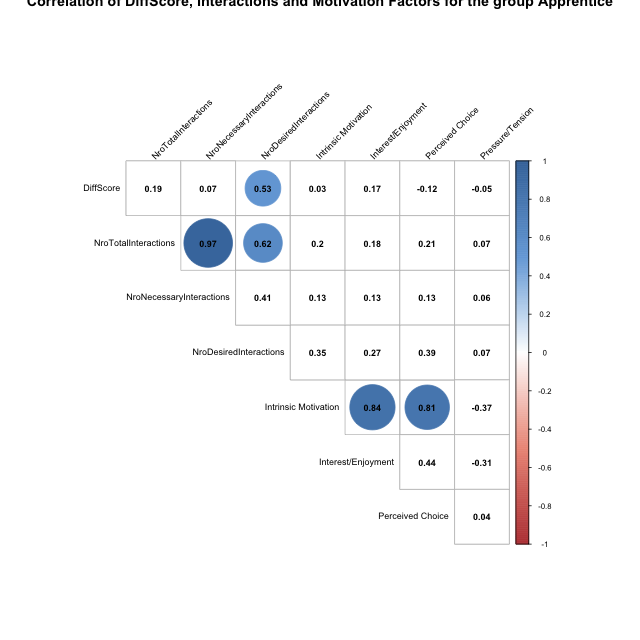 Correlation of DiffScore, Interactions and Motivation Factors for the group Apprentice
NroTotalInteractions
NroNecessaryInteractions
NroDesiredInteractions
Intrinsic Motivation
Interest/Enjoyment
Perceived Choice
Pressure/Tension
DiffScore 0.19 0.07 0.53 0.03 0.17 -0.12 -0.05
NroTotalInteractions 0.97 0.62 0.2 0.18 0.21 0.07
NroNecessaryInteractions 0.41 0.13 0.13 0.13 0.06
NroDesiredInteractions 0.35 0.27 0.39 0.07
Intrinsic Motivation 0.84 0.81 -0.37
Interest/Enjoyment 0.44 -0.31
Perceived Choice 0.04
1
0.8
0.6
0.4
0.2
0
-0.2
-0.4
-0.6
-0.8
-1